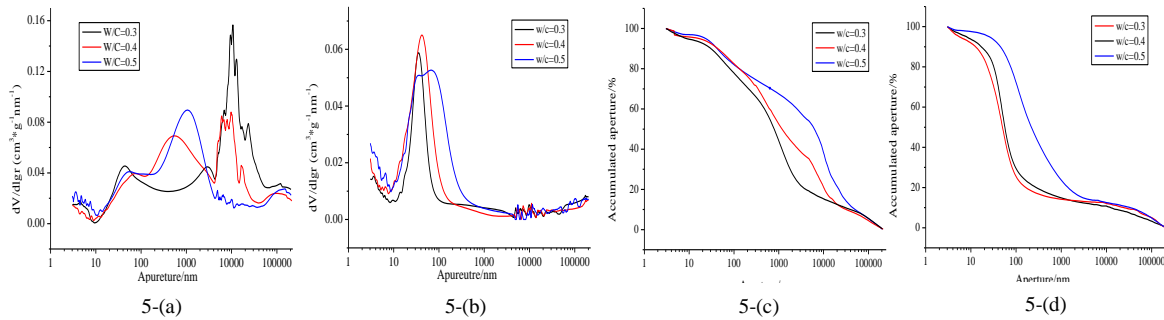 0.16
0.12
0.08
0.04
0.00
dV/dlgr (cm³*g⁻¹nm⁻¹)
W/C=0.3
W/C=0.4
W/C=0.5
1 10 100 1000 10000 100000
Apureture/nm
5-(a)
0.06
0.04
0.02
0.00
dV/dlgr (cm³*g⁻¹nm⁻¹)
w/c=0.3
w/c=0.4
w/c=0.5
1 10 100 1000 10000 100000
Apureutre/nm
5-(b)
100
80
60
40
20
0
Accumulated aperture/%
w/c=0.3
w/c=0.4
w/c=0.5
1 10 100 1000 10000 100000
5-(c)
100
80
60
40
20
0
Accumulated aperture/%
w/c=0.3
w/c=0.4
w/c=0.5
1 10 100 1000 10000 100000
Aperture/nm
5-(d)